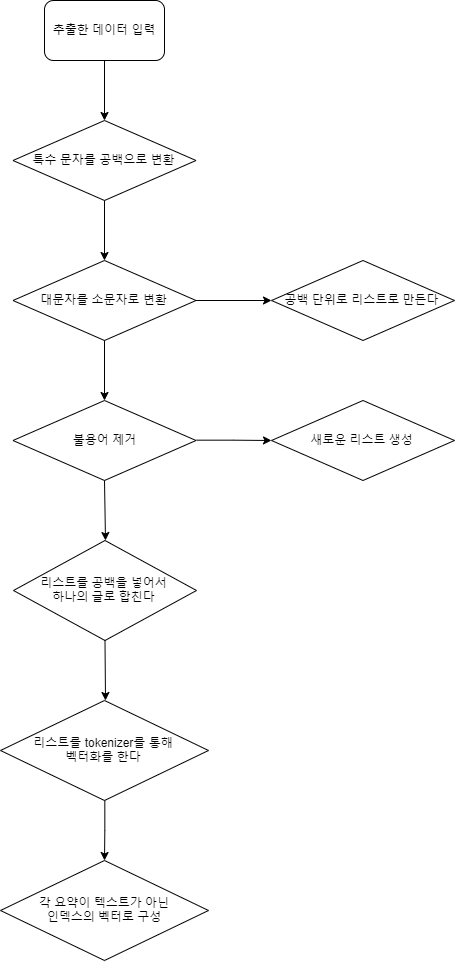 추출한 데이터 입력
특수 문자를 공백으로 변환
대문자를 소문자로 변환
공백 단위로 리스트로 만든다
불용어 제거
새로운 리스트 생성
리스트를 공백을 넣어서
하나의 글로 합친다
리스트를 tokenizer를 통해
벡터화를 한다
각 요약이 텍스트가 아닌
인덱스의 벡터로 구성